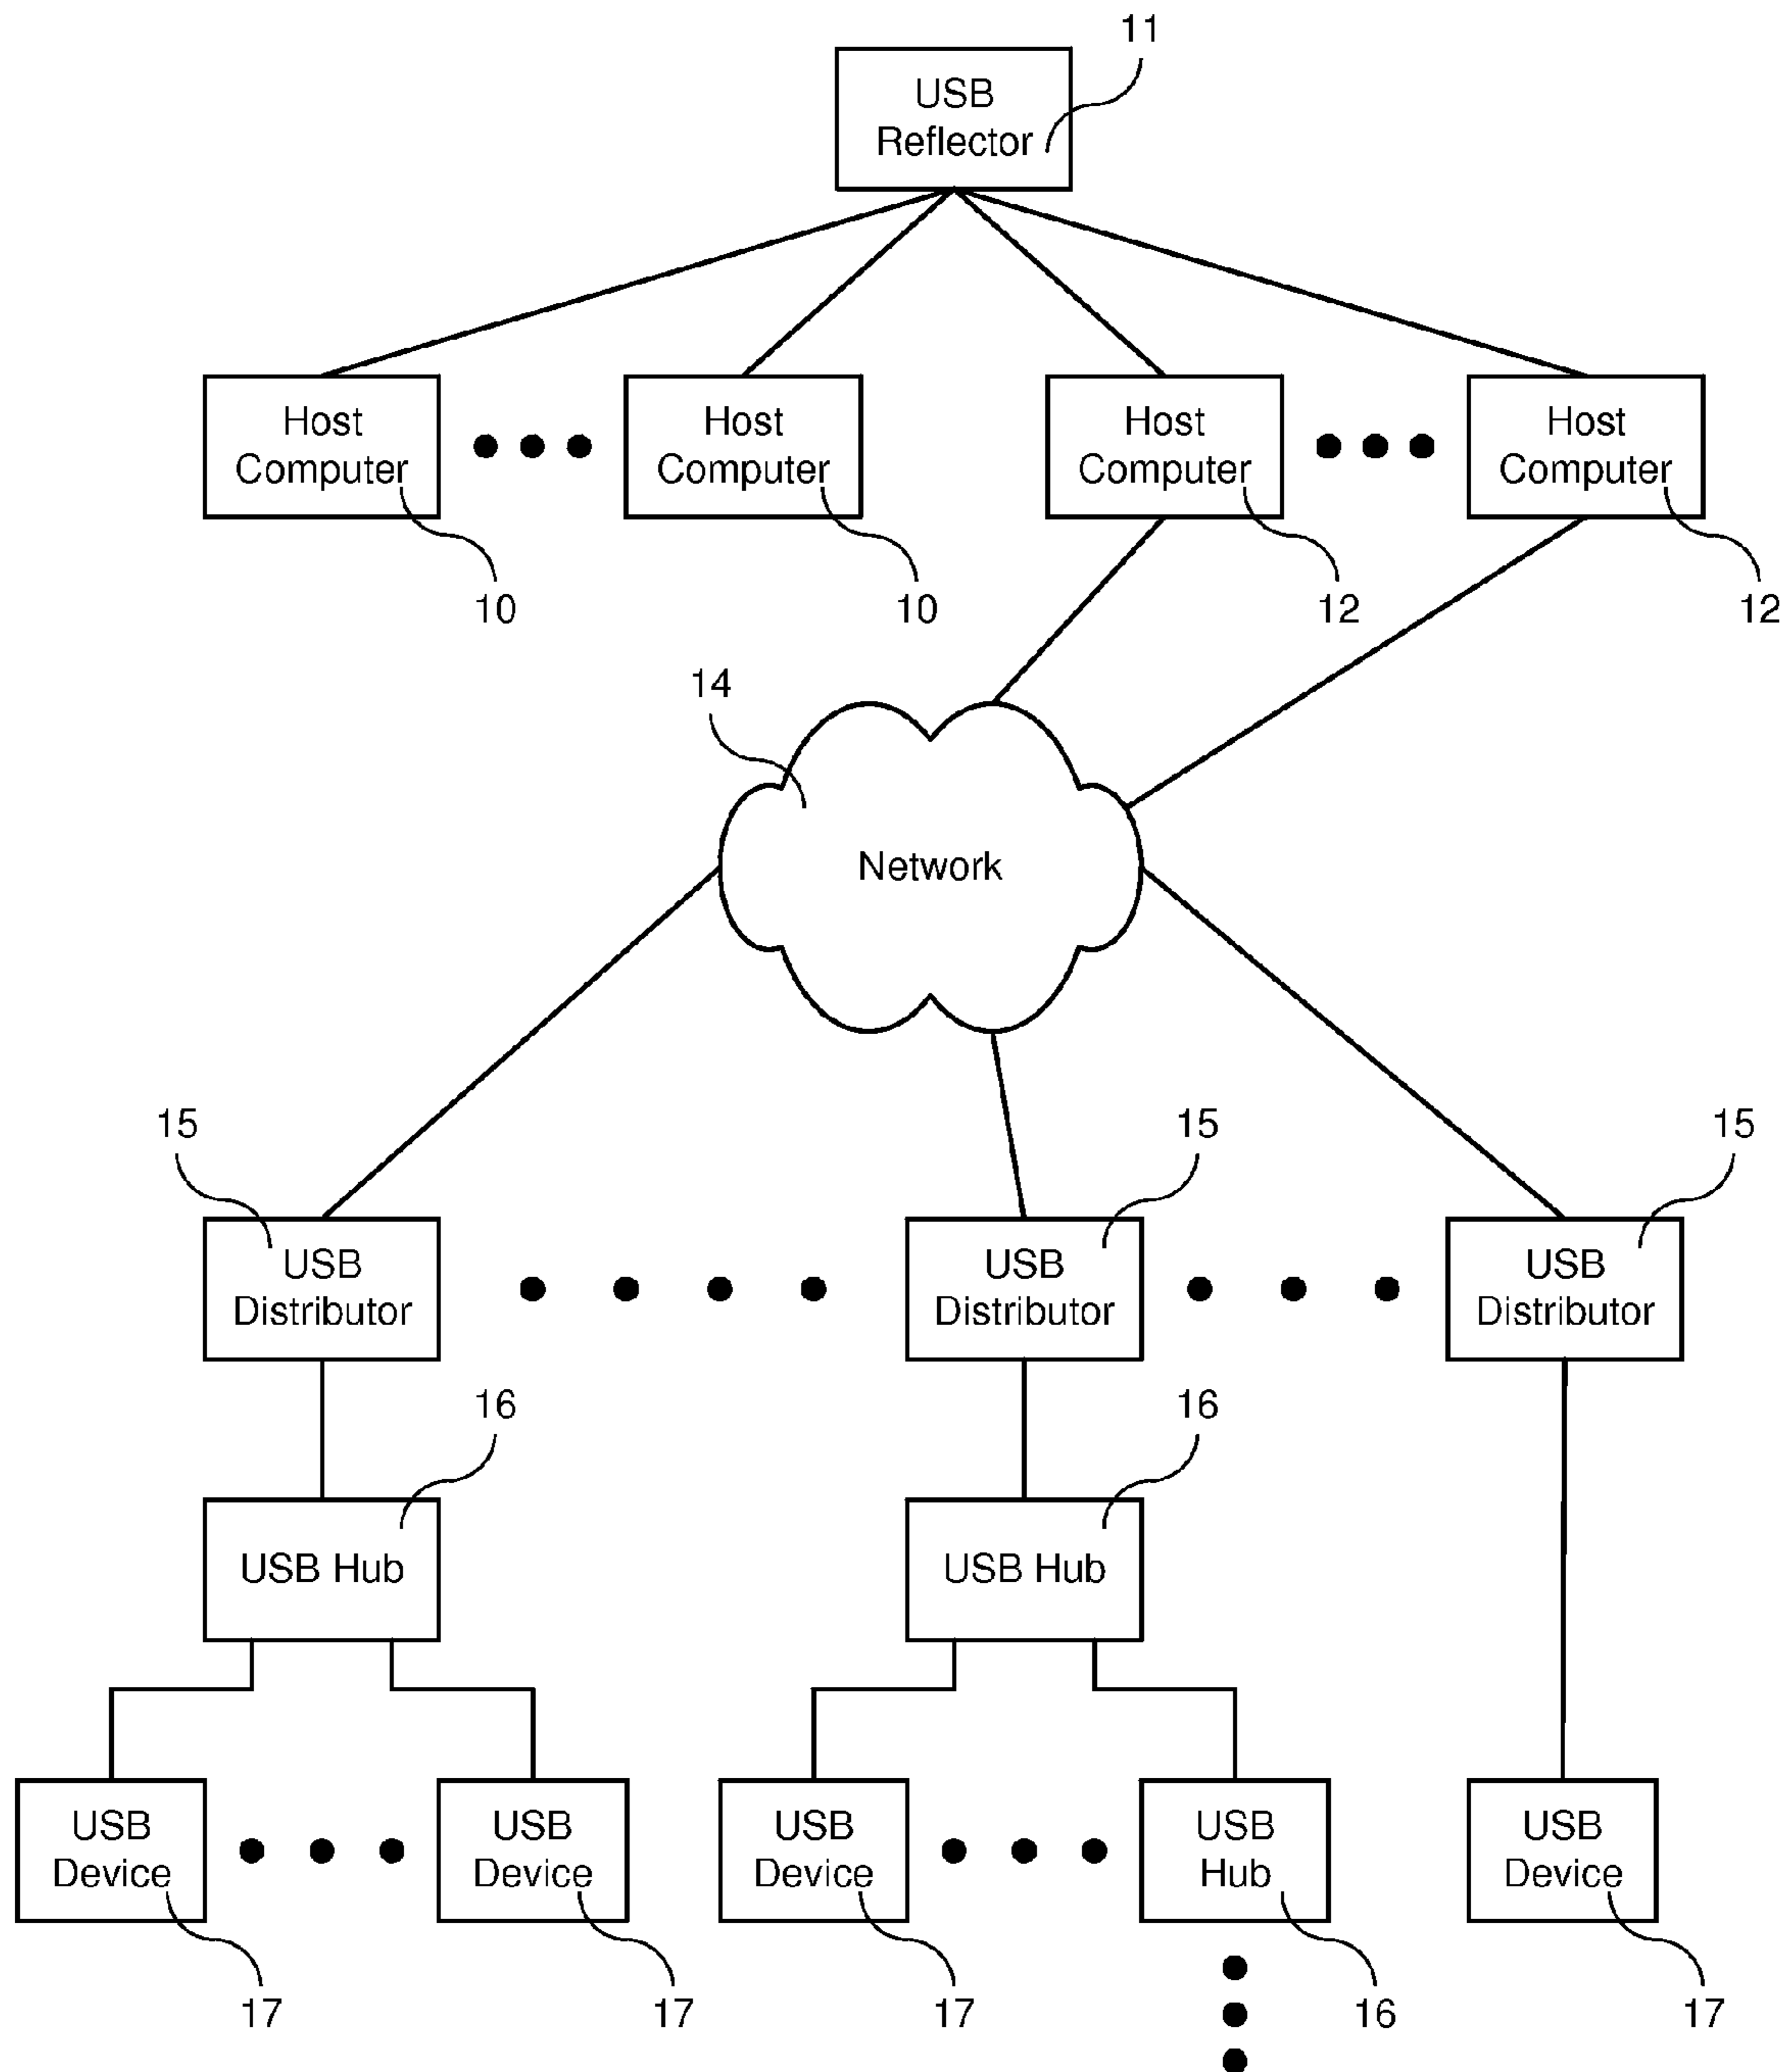 11
USB
Reflector
Host
Computer
Host
Computer
Host
Computer
Host
Computer
10
10
12
12
14
Network
15
15
15
USB
Distributor
USB
Distributor
USB
Distributor
16
16
USB Hub
USB Hub
USB
Device
USB
Device
USB
Device
USB
Hub
USB
Device
17
17
17
16
17